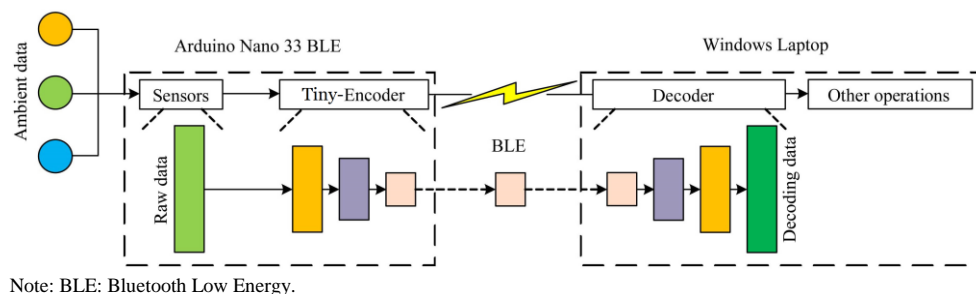 Arduino Nano 33 BLE
Windows Laptop
Ambient data
Sensors
Tiny-Encoder
Decoder
Other operations
BLE
Raw data
Decoding data
Note: BLE: Bluetooth Low Energy.